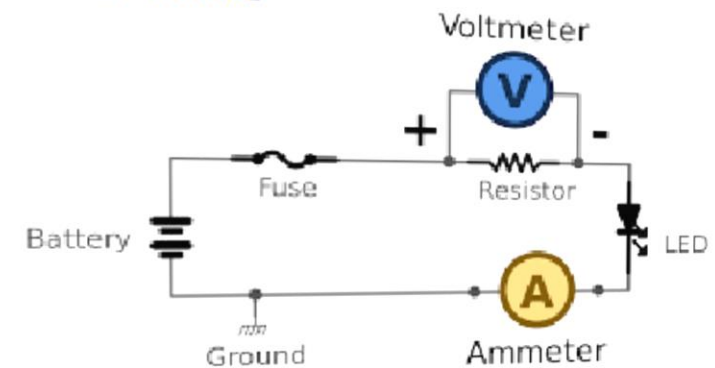 Voltmeter
V
+
-
Fuse
Resistor
Battery
LED
A
Ground
Ammeter